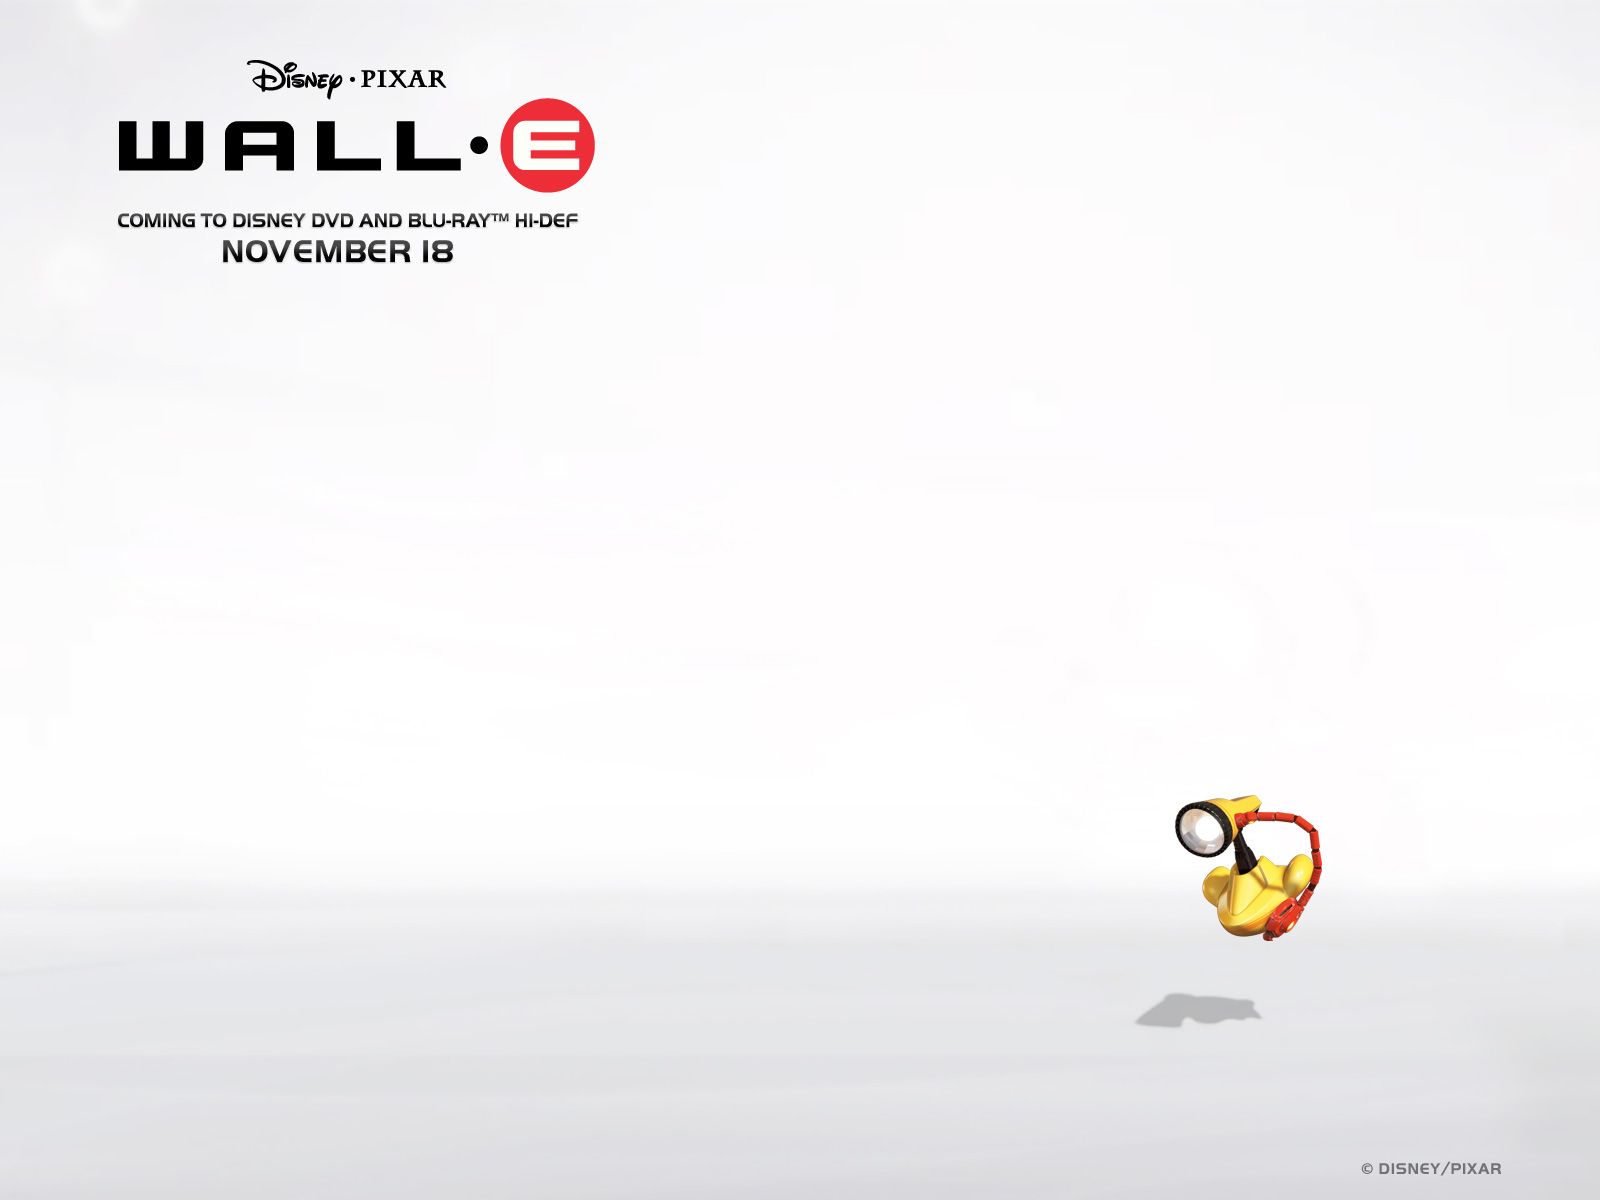 Disney · PIXAR
WALL·E
COMING TO DISNEY DVD AND BLU-RAY™ HI-DEF
NOVEMBER 18
© DISNEY/PIXAR